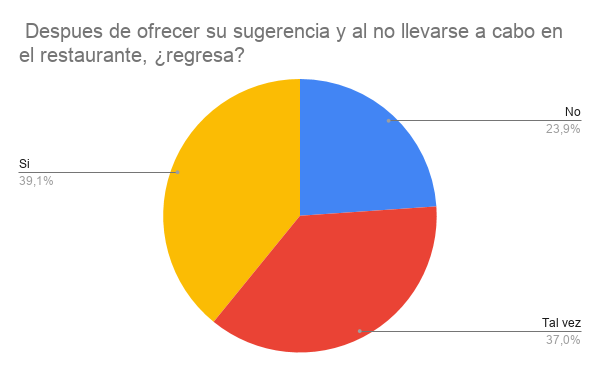 Despues de ofrecer su sugerencia y al no llevarse a cabo en
el restaurante, ¿regresa?
No
23,9%
Si
39,1%
Tal vez
37,0%